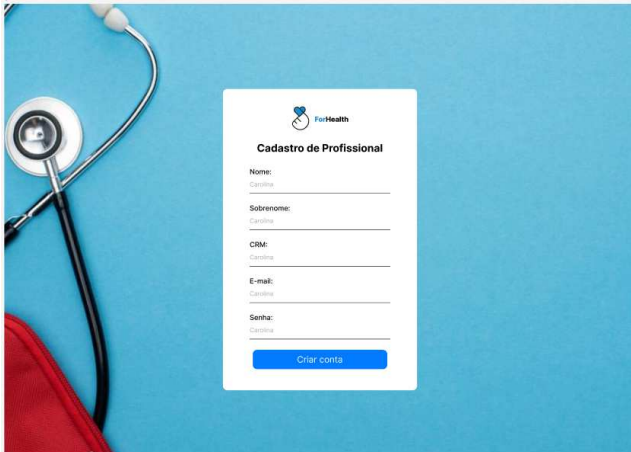 ForHealth
Cadastro de Profissional
Nome:
Carolina
Sobrenome:
Carolina
CRM:
Carolina
E-mail:
Carolina
Senha:
Carolina
Criar conta